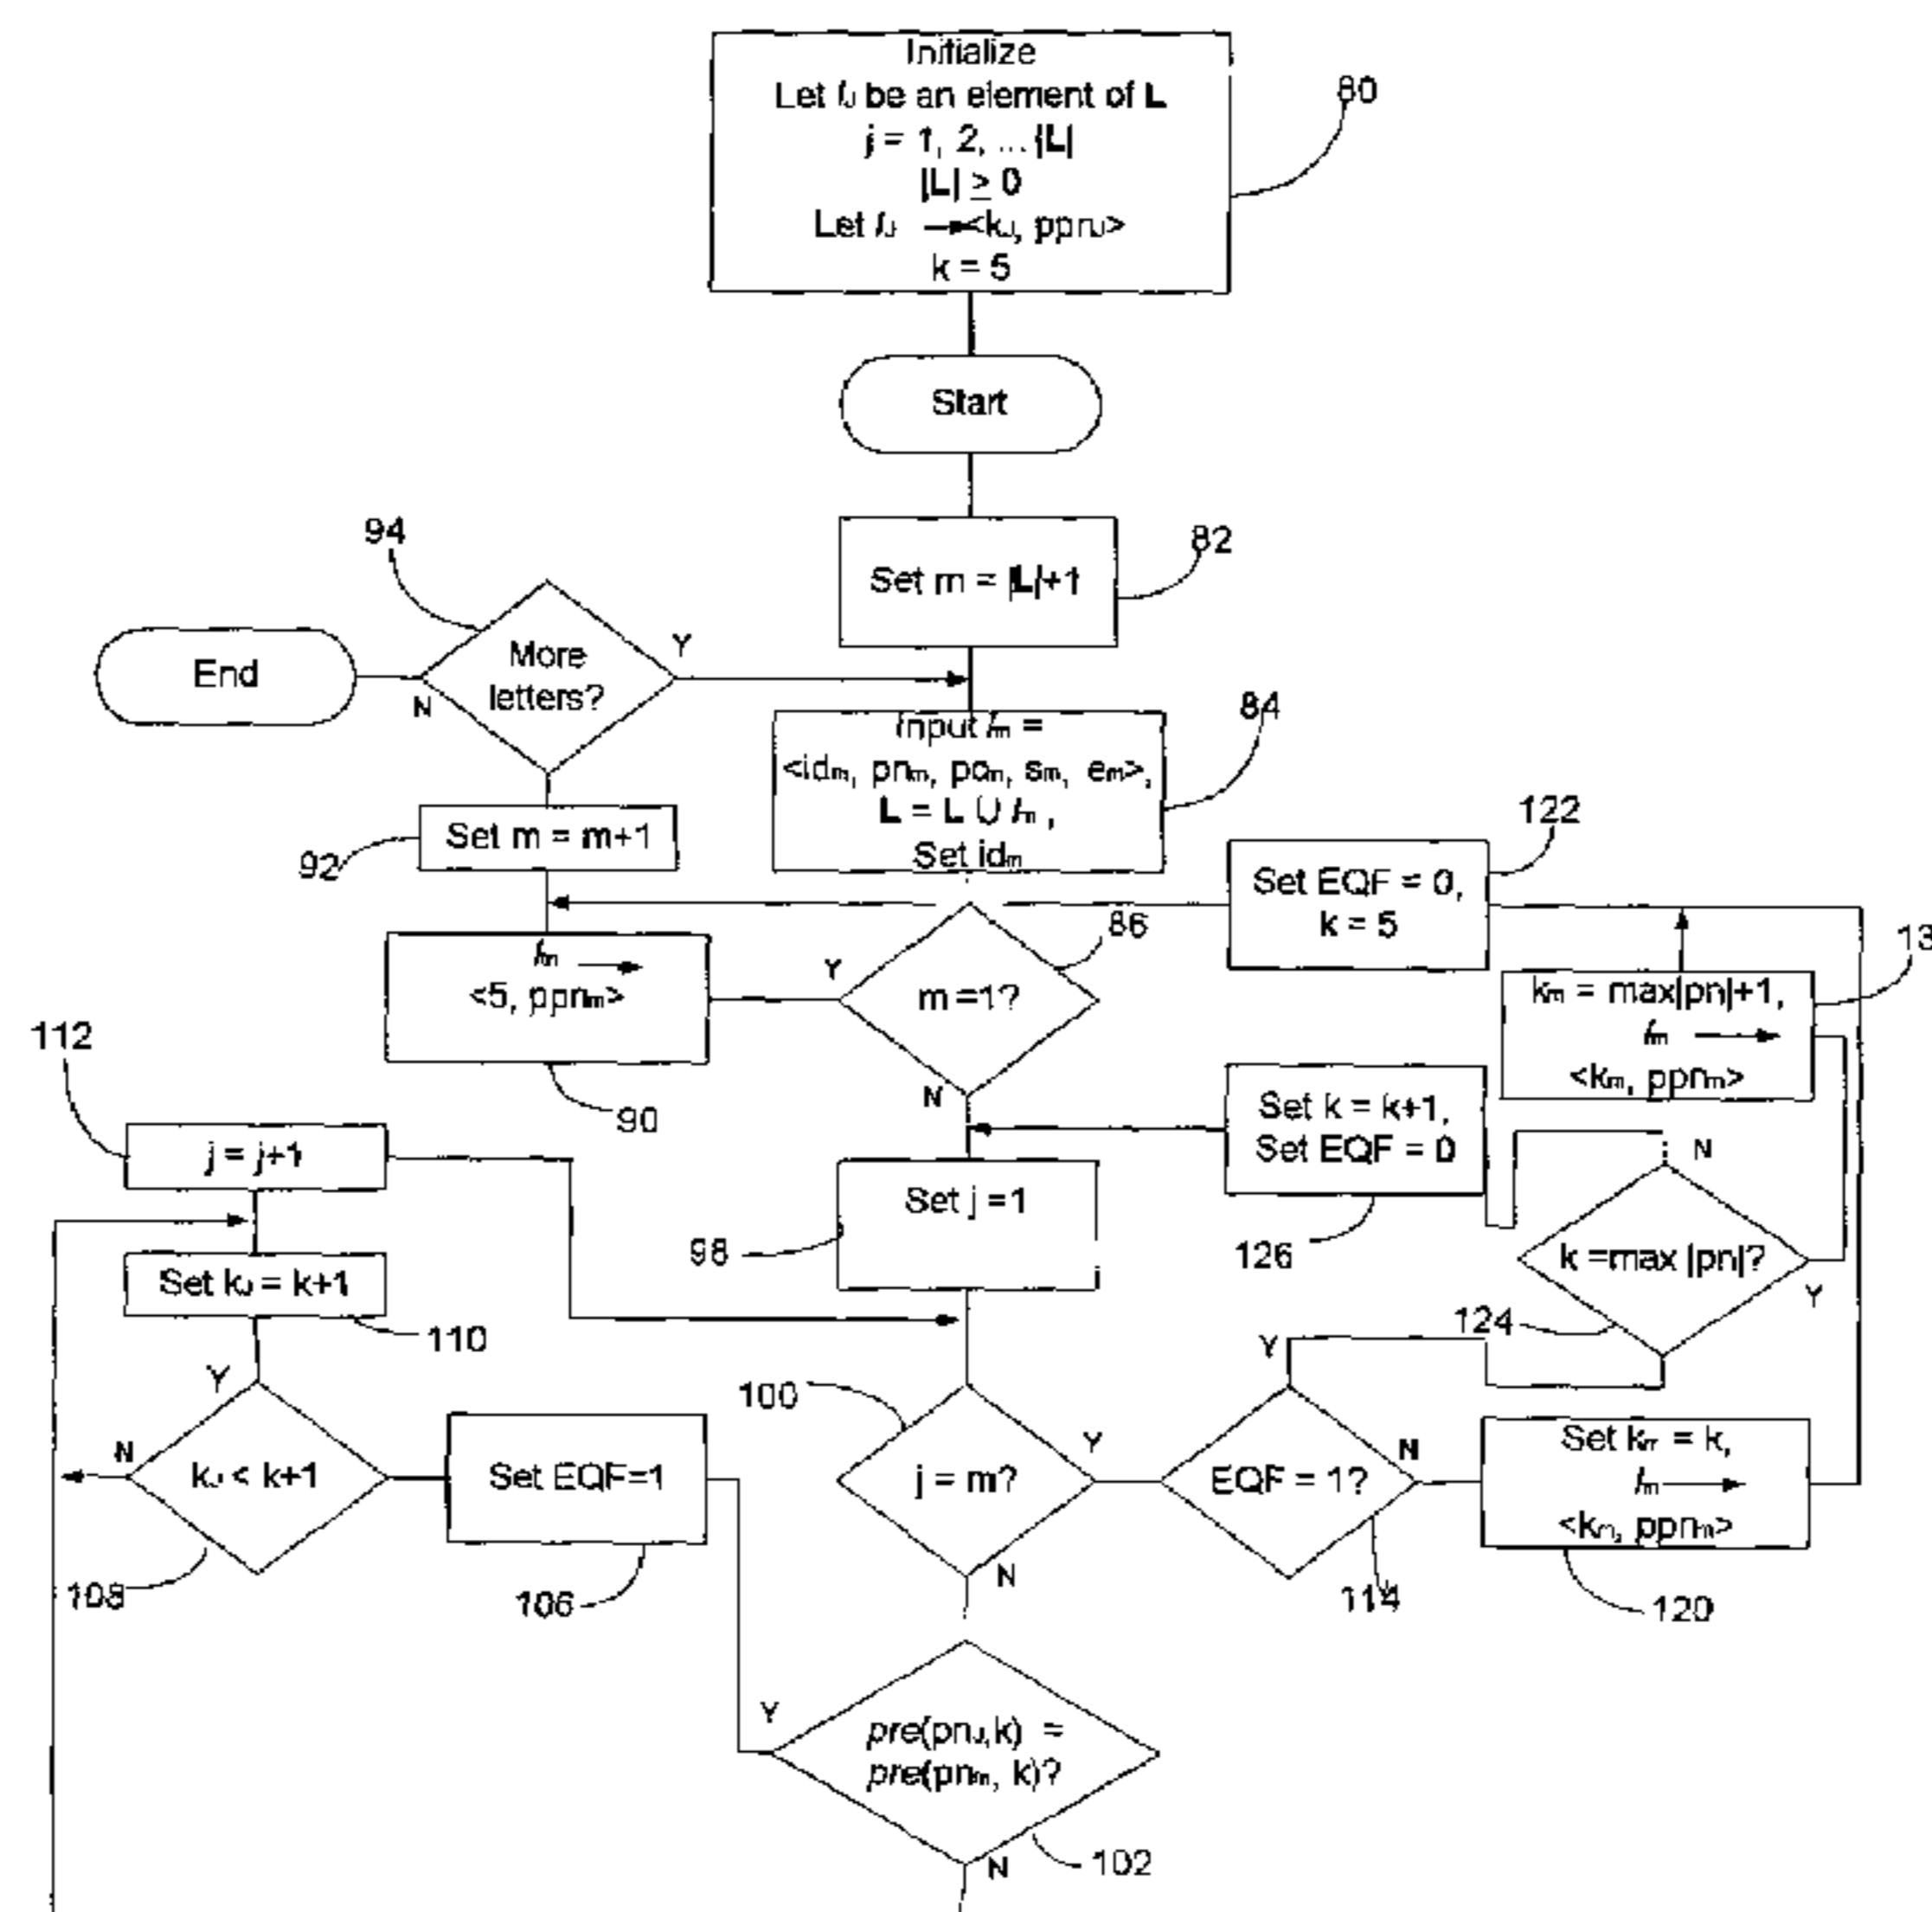 Initialize
Let lJ be an element of L
j = 1, 2, ... |L|
|L| ≥ 0
Let lJ → <kJ, ppnJ>
k = 5
80
Start
82
Set m = |L|+1
94
More
letters?
Y
N
End
84
Input lm =
<idm, pnm, pcm, sm, em>,
L = L ∪ lm,
Set idm
92
Set m = m+1
122
Set EQF = 0,
k = 5
86
m =1?
Y
N
lm →
<5, ppnm>
90
13
km = max|pn|+1,
lm →
<km, ppnm>
112
j = j+1
Set k = k+1,
Set EQF = 0
126
Set j =1
98
N
k =max |pn|?
Y
124
Set kJ = k+1
110
Y
N
kJ < k+1
108
Set EQF=1
106
100
j = m?
Y
N
Y
EQF = 1?
N
114
Set km = k,
lm →
<km, ppnm>
120
Y
pre(pnJ,k) =
pre(pnm, k)?
N
102